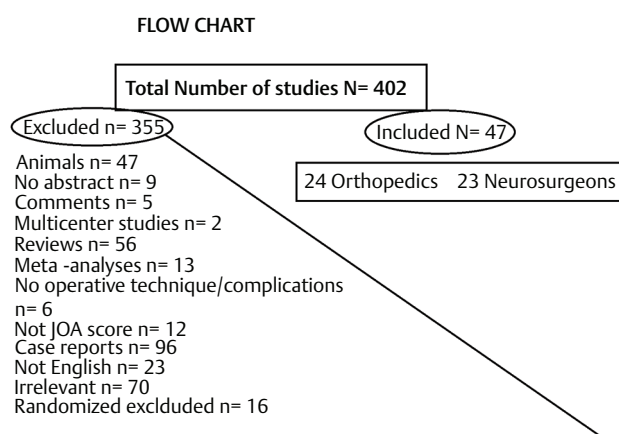 FLOW CHART
Total Number of studies N= 402
Excluded n= 355
Included N= 47
24 Orthopedics 23 Neurosurgeons
Animals n= 47
No abstract n= 9
Comments n= 5
Multicenter studies n= 2
Reviews n= 56
Meta -analyses n= 13
No operative technique/complications
n= 6
Not JOA score n= 12
Case reports n= 96
Not English n= 23
Irrelevant n= 70
Randomized exclduded n= 16